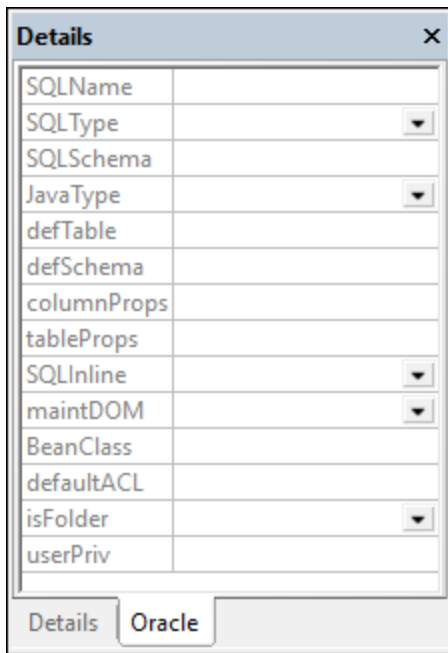 Details
SQLName
SQLType
SQLSchema
JavaType
defTable
defSchema
columnProps
tableProps
SQLInline
maintDOM
BeanClass
defaultACL
isFolder
userPriv
Details Oracle